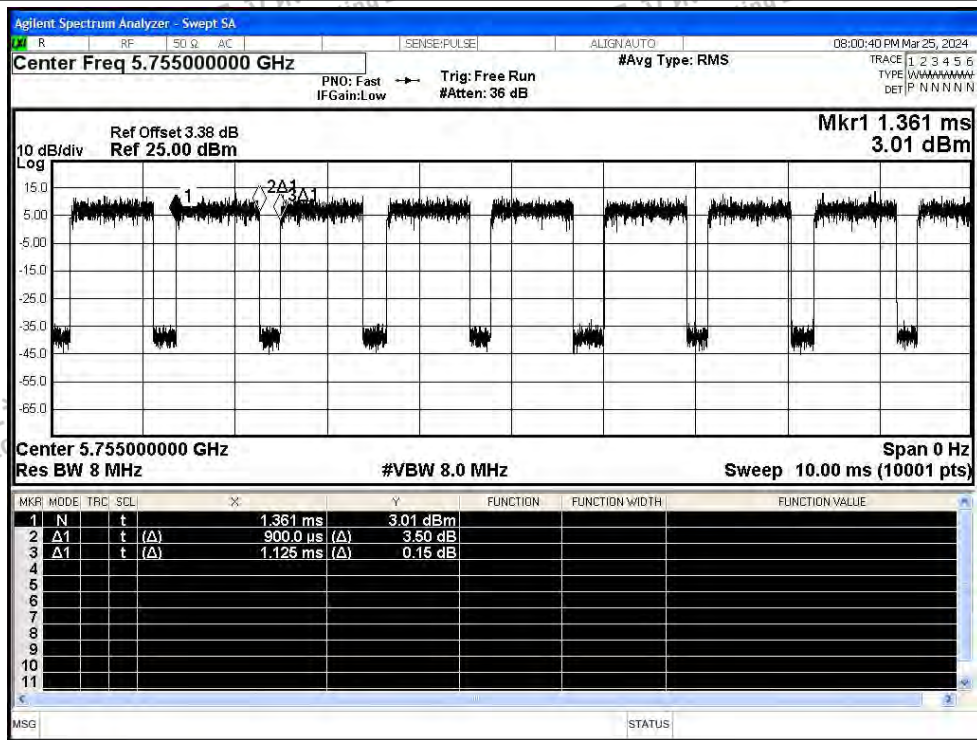 Agilent Spectrum Analyzer - Swept SA
R RF 50 Ω AC SENSE:PULSE ALIGN AUTO 08:00:40 PM Mar 25, 2024
Center Freq 5.755000000 GHz
PNO: Fast
IFGain:Low
Trig: Free Run
#Atten: 36 dB
#Avg Type: RMS
TRACE 1 2 3 4 5 6
TYPE
DET P N N N N N
Mkr1 1.361 ms
3.01 dBm
Ref Offset 3.38 dB
10 dB/div Ref 25.00 dBm
Log
15.0
5.00
-5.00
-15.0
-25.0
-35.0
-45.0
-55.0
-65.0
1 2Δ1
3Δ1
Center 5.755000000 GHz Span 0 Hz
Res BW 8 MHz #VBW 8.0 MHz Sweep 10.00 ms (10001 pts)
MKR MODE TRC SCL X Y FUNCTION FUNCTION WIDTH FUNCTION VALUE
1 N t 1.361 ms 3.01 dBm
2 Δ1 t (Δ) 900.0 µs (Δ) 3.50 dB
3 Δ1 t (Δ) 1.125 ms (Δ) 0.15 dB
4
5
6
7
8
9
10
11
MSG STATUS